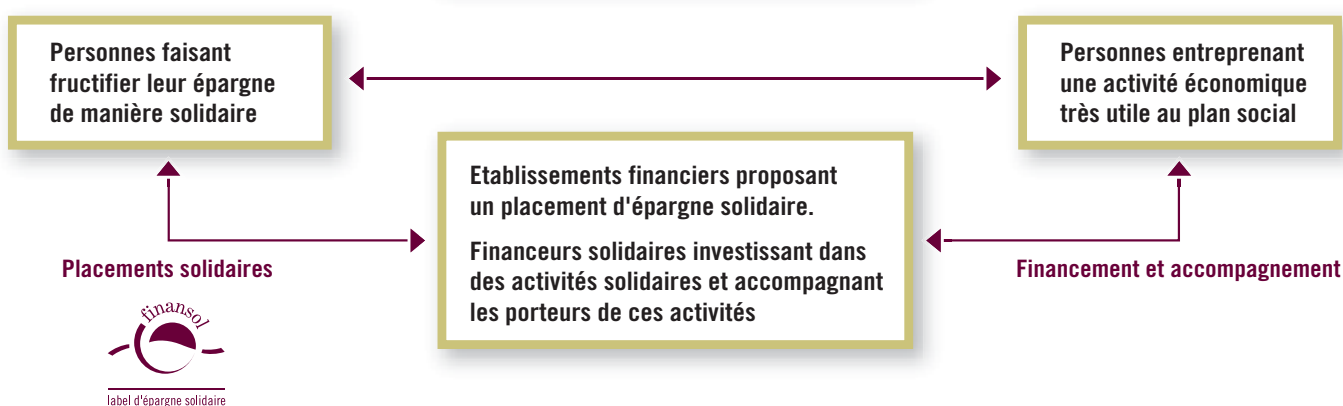 Personnes faisant
fructifier leur épargne
de manière solidaire
Personnes entreprenant
une activité économique
très utile au plan social
Etablissements financiers proposant
un placement d'épargne solidaire.
Financeurs solidaires investissant dans
des activités solidaires et accompagnant
les porteurs de ces activités
Placements solidaires
Financement et accompagnement
finansol
label d'épargne solidaire